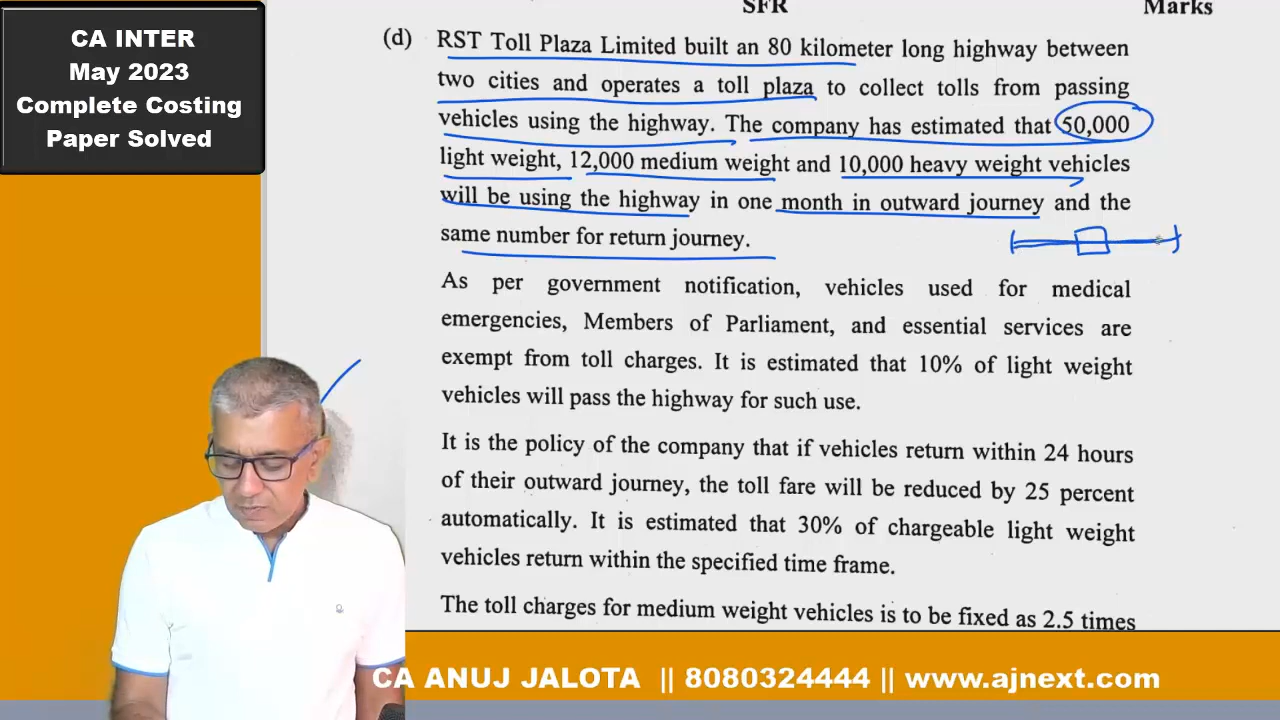 SFR
Marks
CA INTER
May 2023
Complete Costing
Paper Solved
(d) RST Toll Plaza Limited built an 80 kilometer long highway between
two cities and operates a toll plaza to collect tolls from passing
vehicles using the highway. The company has estimated that 50,000
light weight, 12,000 medium weight and 10,000 heavy weight vehicles
will be using the highway in one month in outward journey and the
same number for return journey.
As per government notification, vehicles used for medical
emergencies, Members of Parliament, and essential services are
exempt from toll charges. It is estimated that 10% of light weight
vehicles will pass the highway for such use.
It is the policy of the company that if vehicles return within 24 hours
of their outward journey, the toll fare will be reduced by 25 percent
automatically. It is estimated that 30% of chargeable light weight
vehicles return within the specified time frame.
The toll charges for medium weight vehicles is to be fixed as 2.5 times
CA ANUJ JALOTA || 8080324444 || www.ajnext.com